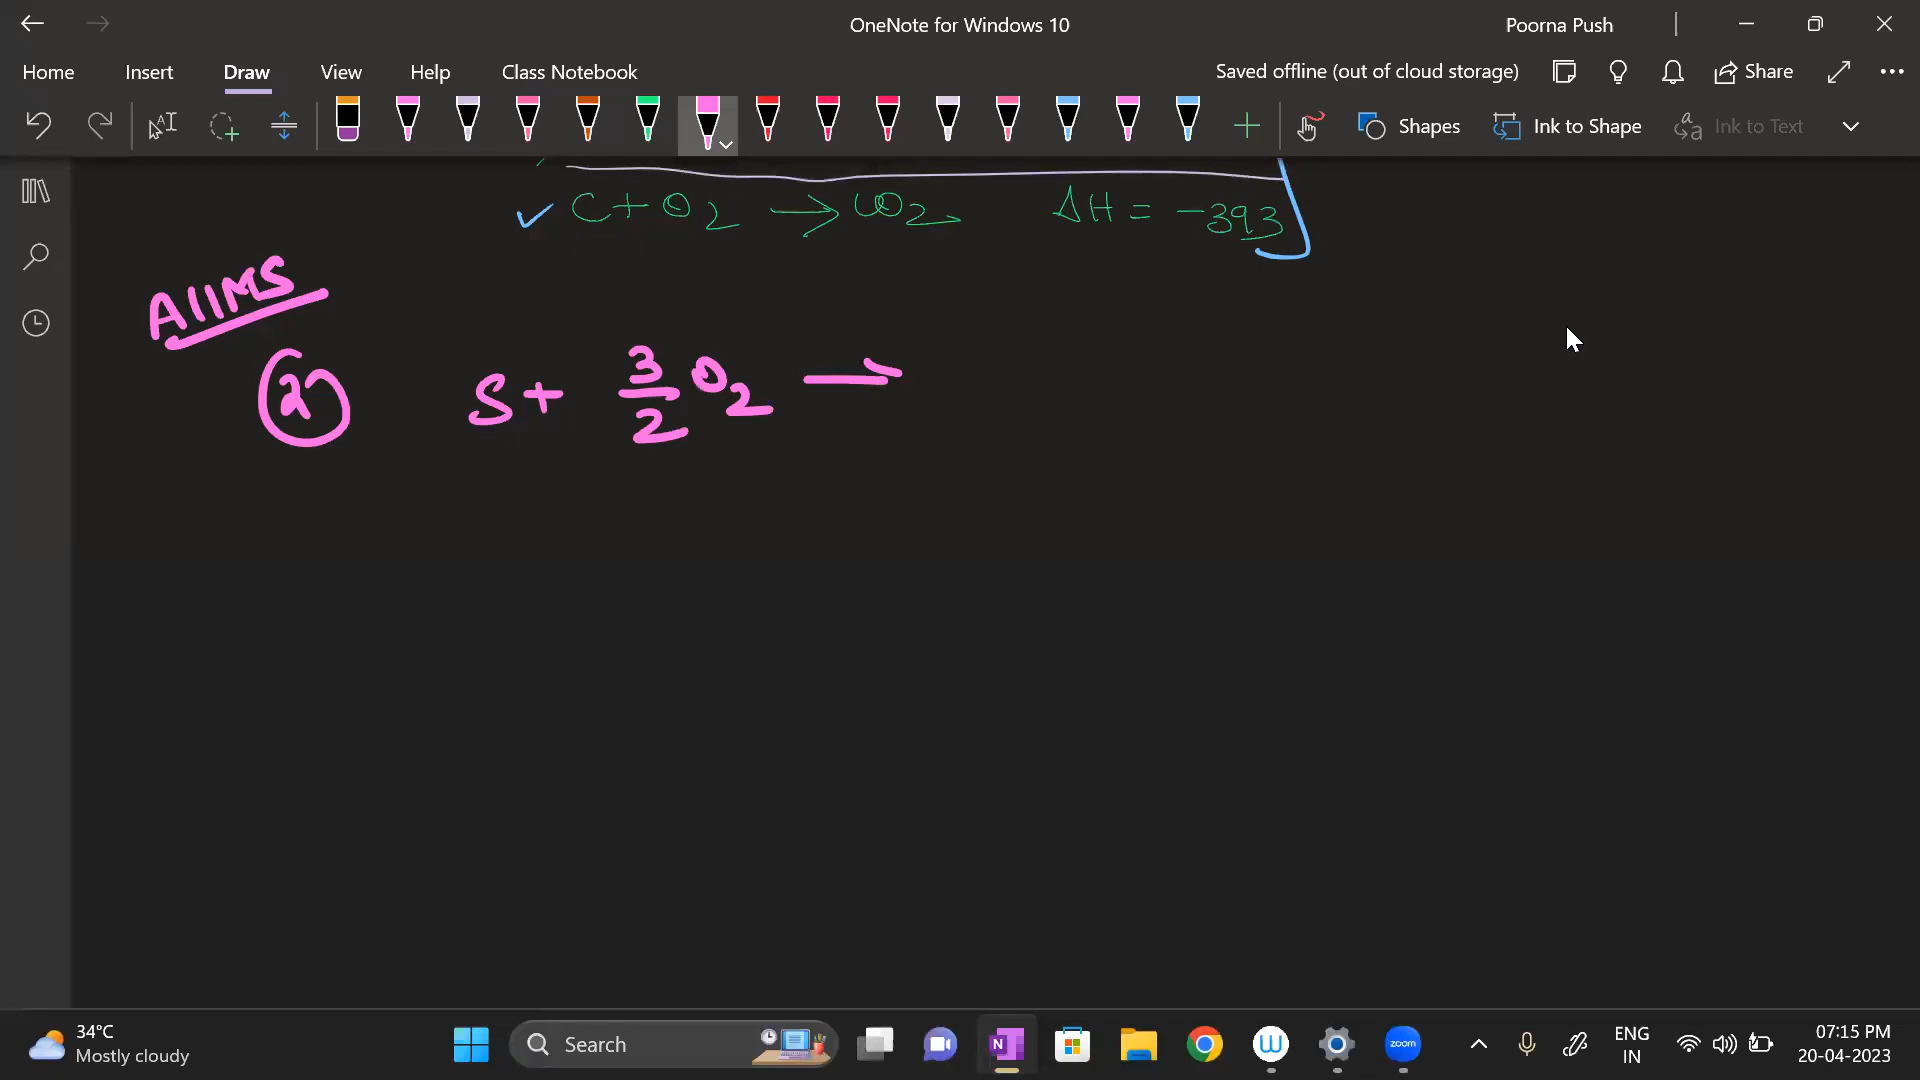 OneNote for Windows 10
Poorna Push
Home Insert Draw View Help Class Notebook
Saved offline (out of cloud storage)
Share
Shapes
Ink to Shape
Ink to Text
C + O2 → CO2 ΔH = -393
AIIMS
2 S + 3/2 O2 →
34°C
Mostly cloudy
Search
zoom
ENG
IN
07:15 PM
20-04-2023